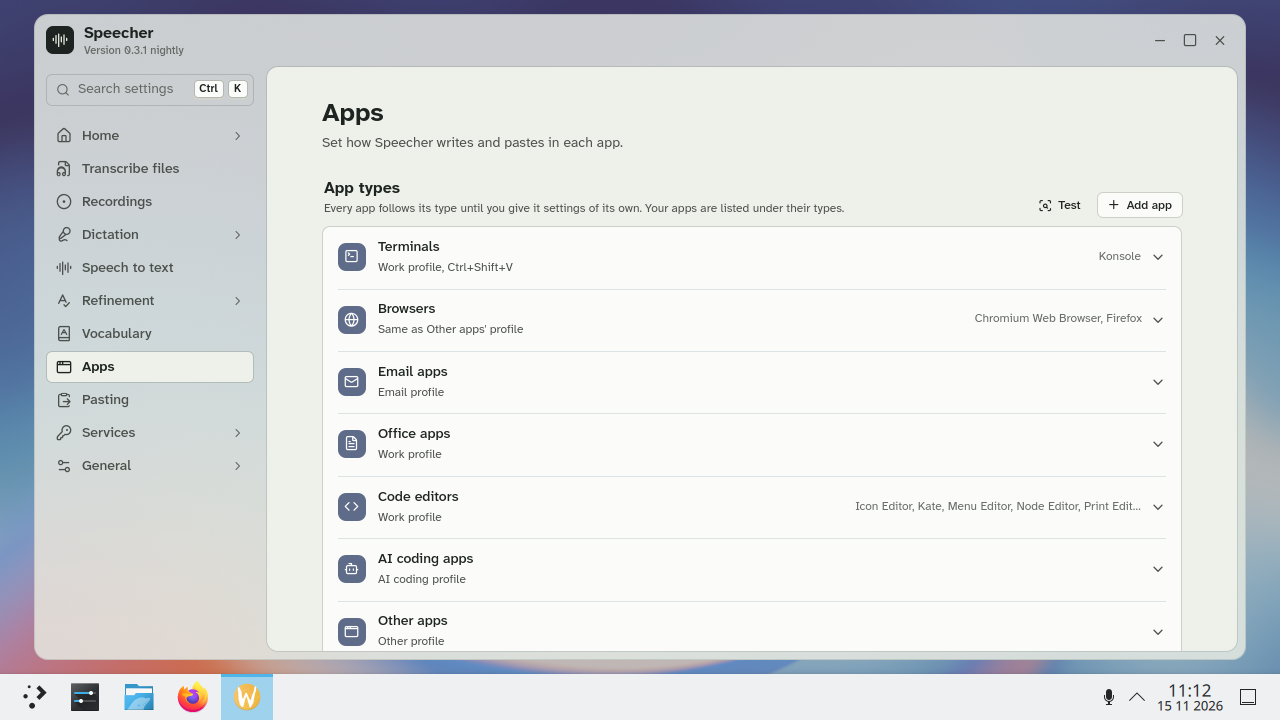 Speecher
Version 0.3.1 nightly
Search settings Ctrl K
Home
Transcribe files
Recordings
Dictation
Speech to text
Refinement
Vocabulary
Apps
Pasting
Services
General
Apps
Set how Speecher writes and pastes in each app.
App types
Every app follows its type until you give it settings of its own. Your apps are listed under their types.
Test
Add app
Terminals
Work profile, Ctrl+Shift+V
Konsole
Browsers
Same as Other apps' profile
Chromium Web Browser, Firefox
Email apps
Email profile
Office apps
Work profile
Code editors
Work profile
Icon Editor, Kate, Menu Editor, Node Editor, Print Edit...
AI coding apps
AI coding profile
Other apps
Other profile
W
11:12
15 11 2026